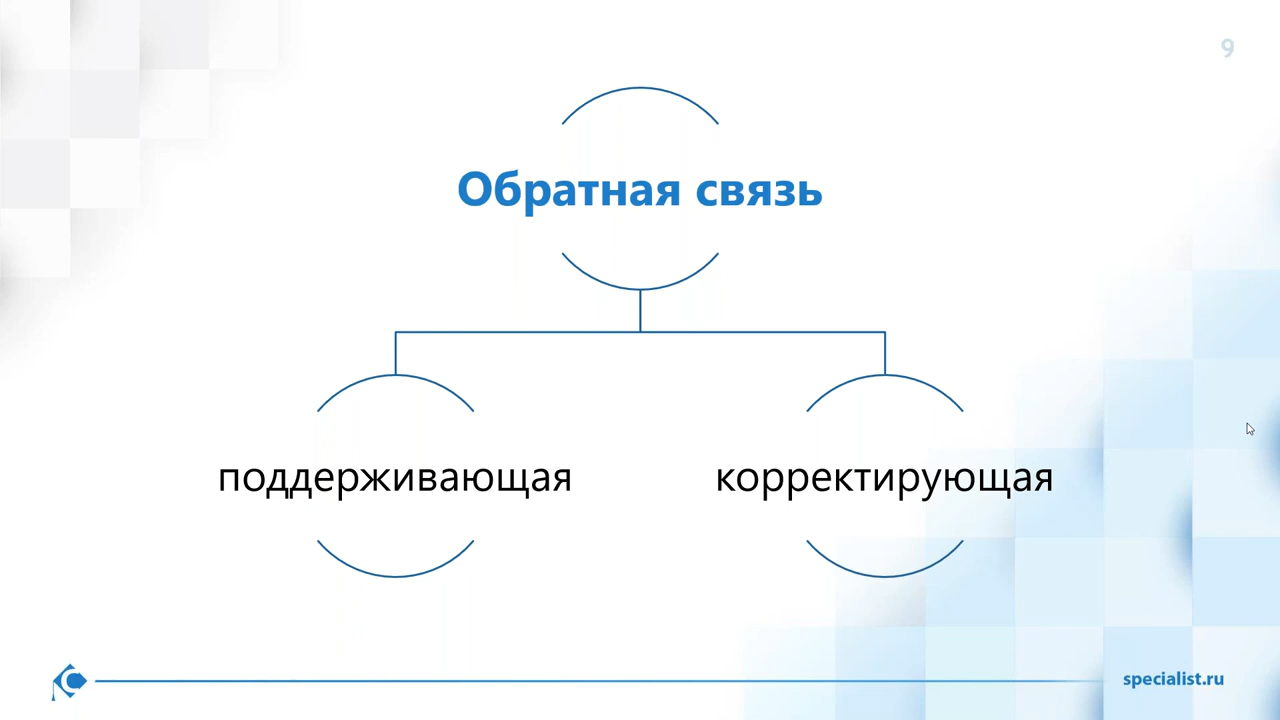 9
Обратная связь
поддерживающая
корректирующая
specialist.ru